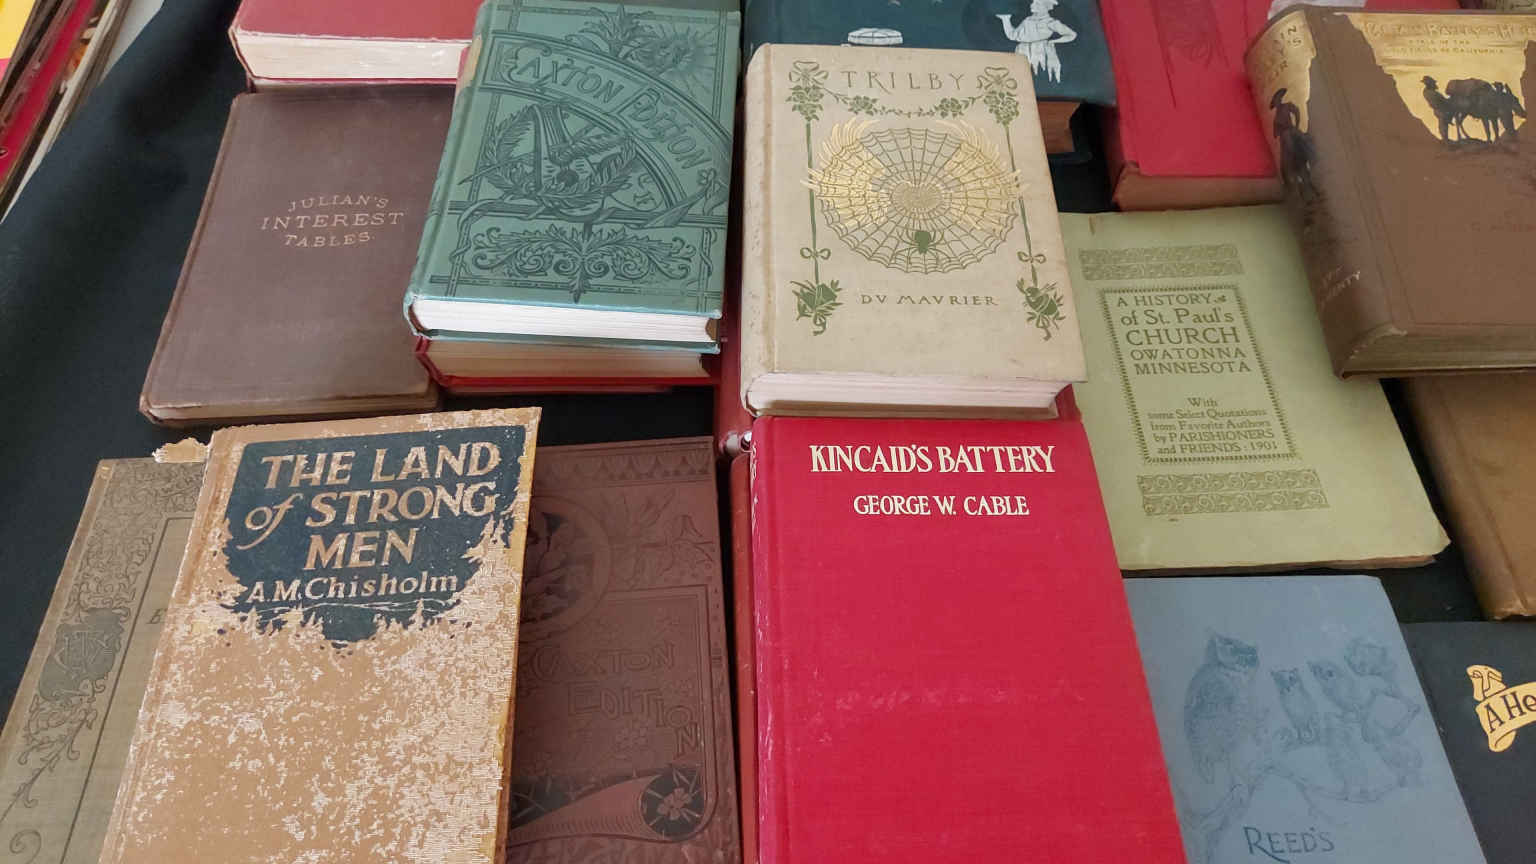 JULIAN'S
INTEREST
TABLES.
CAXTON EDITION
TRILBY
DV MAVRIER
A HISTORY
of St. Paul's
CHURCH
OWATONNA
MINNESOTA
With
some Select Quotations
from Favorite Authors
by PARISHIONERS
and FRIENDS : 1901
THE LAND
of STRONG
MEN
A.M.Chisholm
CAXTON
EDITION
KINCAID'S BATTERY
GEORGE W. CABLE
REED'S
A He